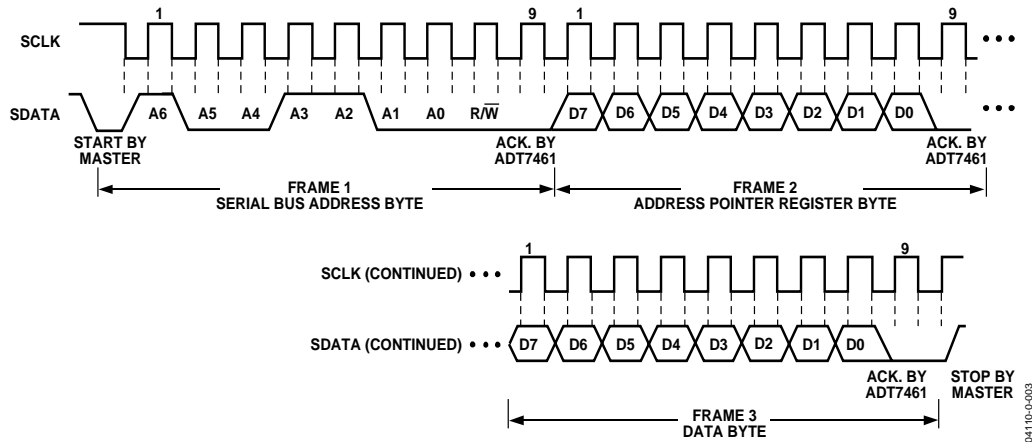 1 9 1 9
SCLK
SDATA A6 A5 A4 A3 A2 A1 A0 R/W̅ D7 D6 D5 D4 D3 D2 D1 D0
START BY MASTER
ACK. BY ADT7461
ACK. BY ADT7461
FRAME 1
SERIAL BUS ADDRESS BYTE
FRAME 2
ADDRESS POINTER REGISTER BYTE
1 9
SCLK (CONTINUED)
SDATA (CONTINUED) D7 D6 D5 D4 D3 D2 D1 D0
ACK. BY ADT7461
STOP BY MASTER
FRAME 3
DATA BYTE
04110-0-003